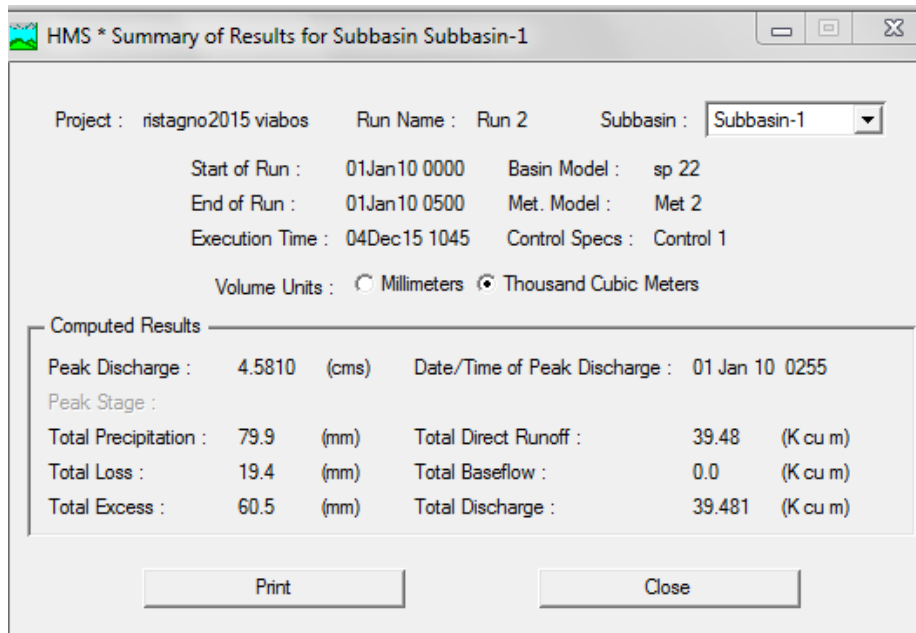 HMS * Summary of Results for Subbasin Subbasin-1
Project : ristagno2015 viabos Run Name : Run 2 Subbasin : Subbasin-1
Start of Run : 01Jan10 0000 Basin Model : sp 22
End of Run : 01Jan10 0500 Met. Model : Met 2
Execution Time : 04Dec15 1045 Control Specs : Control 1
Volume Units : Millimeters Thousand Cubic Meters
Computed Results
Peak Discharge : 4.5810 (cms) Date/Time of Peak Discharge : 01 Jan 10 0255
Peak Stage :
Total Precipitation : 79.9 (mm) Total Direct Runoff : 39.48 (K cu m)
Total Loss : 19.4 (mm) Total Baseflow : 0.0 (K cu m)
Total Excess : 60.5 (mm) Total Discharge : 39.481 (K cu m)
Print Close